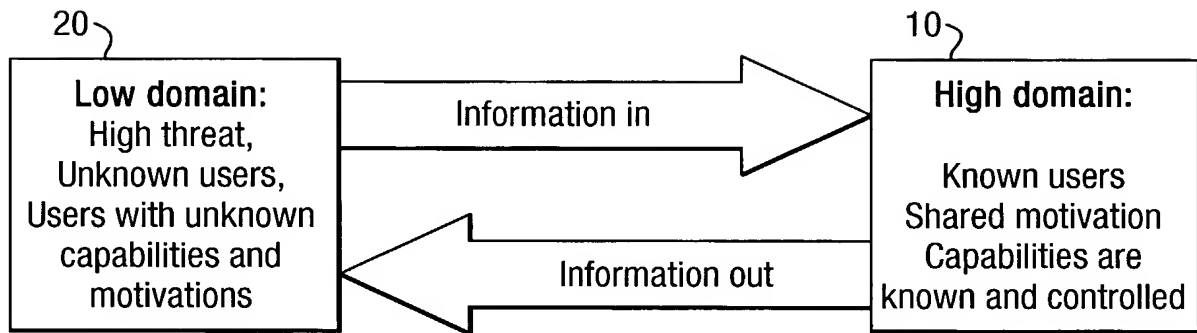 20
Low domain:
High threat,
Unknown users,
Users with unknown
capabilities and
motivations
Information in
Information out
10
High domain:
Known users
Shared motivation
Capabilities are
known and controlled